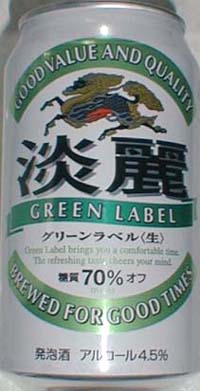 GOOD VALUE AND QUALITY
淡麗
GREEN LABEL
グリーンラベル〈生〉
Green Label brings you a comfortable time.
The refreshing taste cheers your mind.
糖質70%オフ
BREWED FOR GOOD TIMES
発泡酒 アルコール4.5%